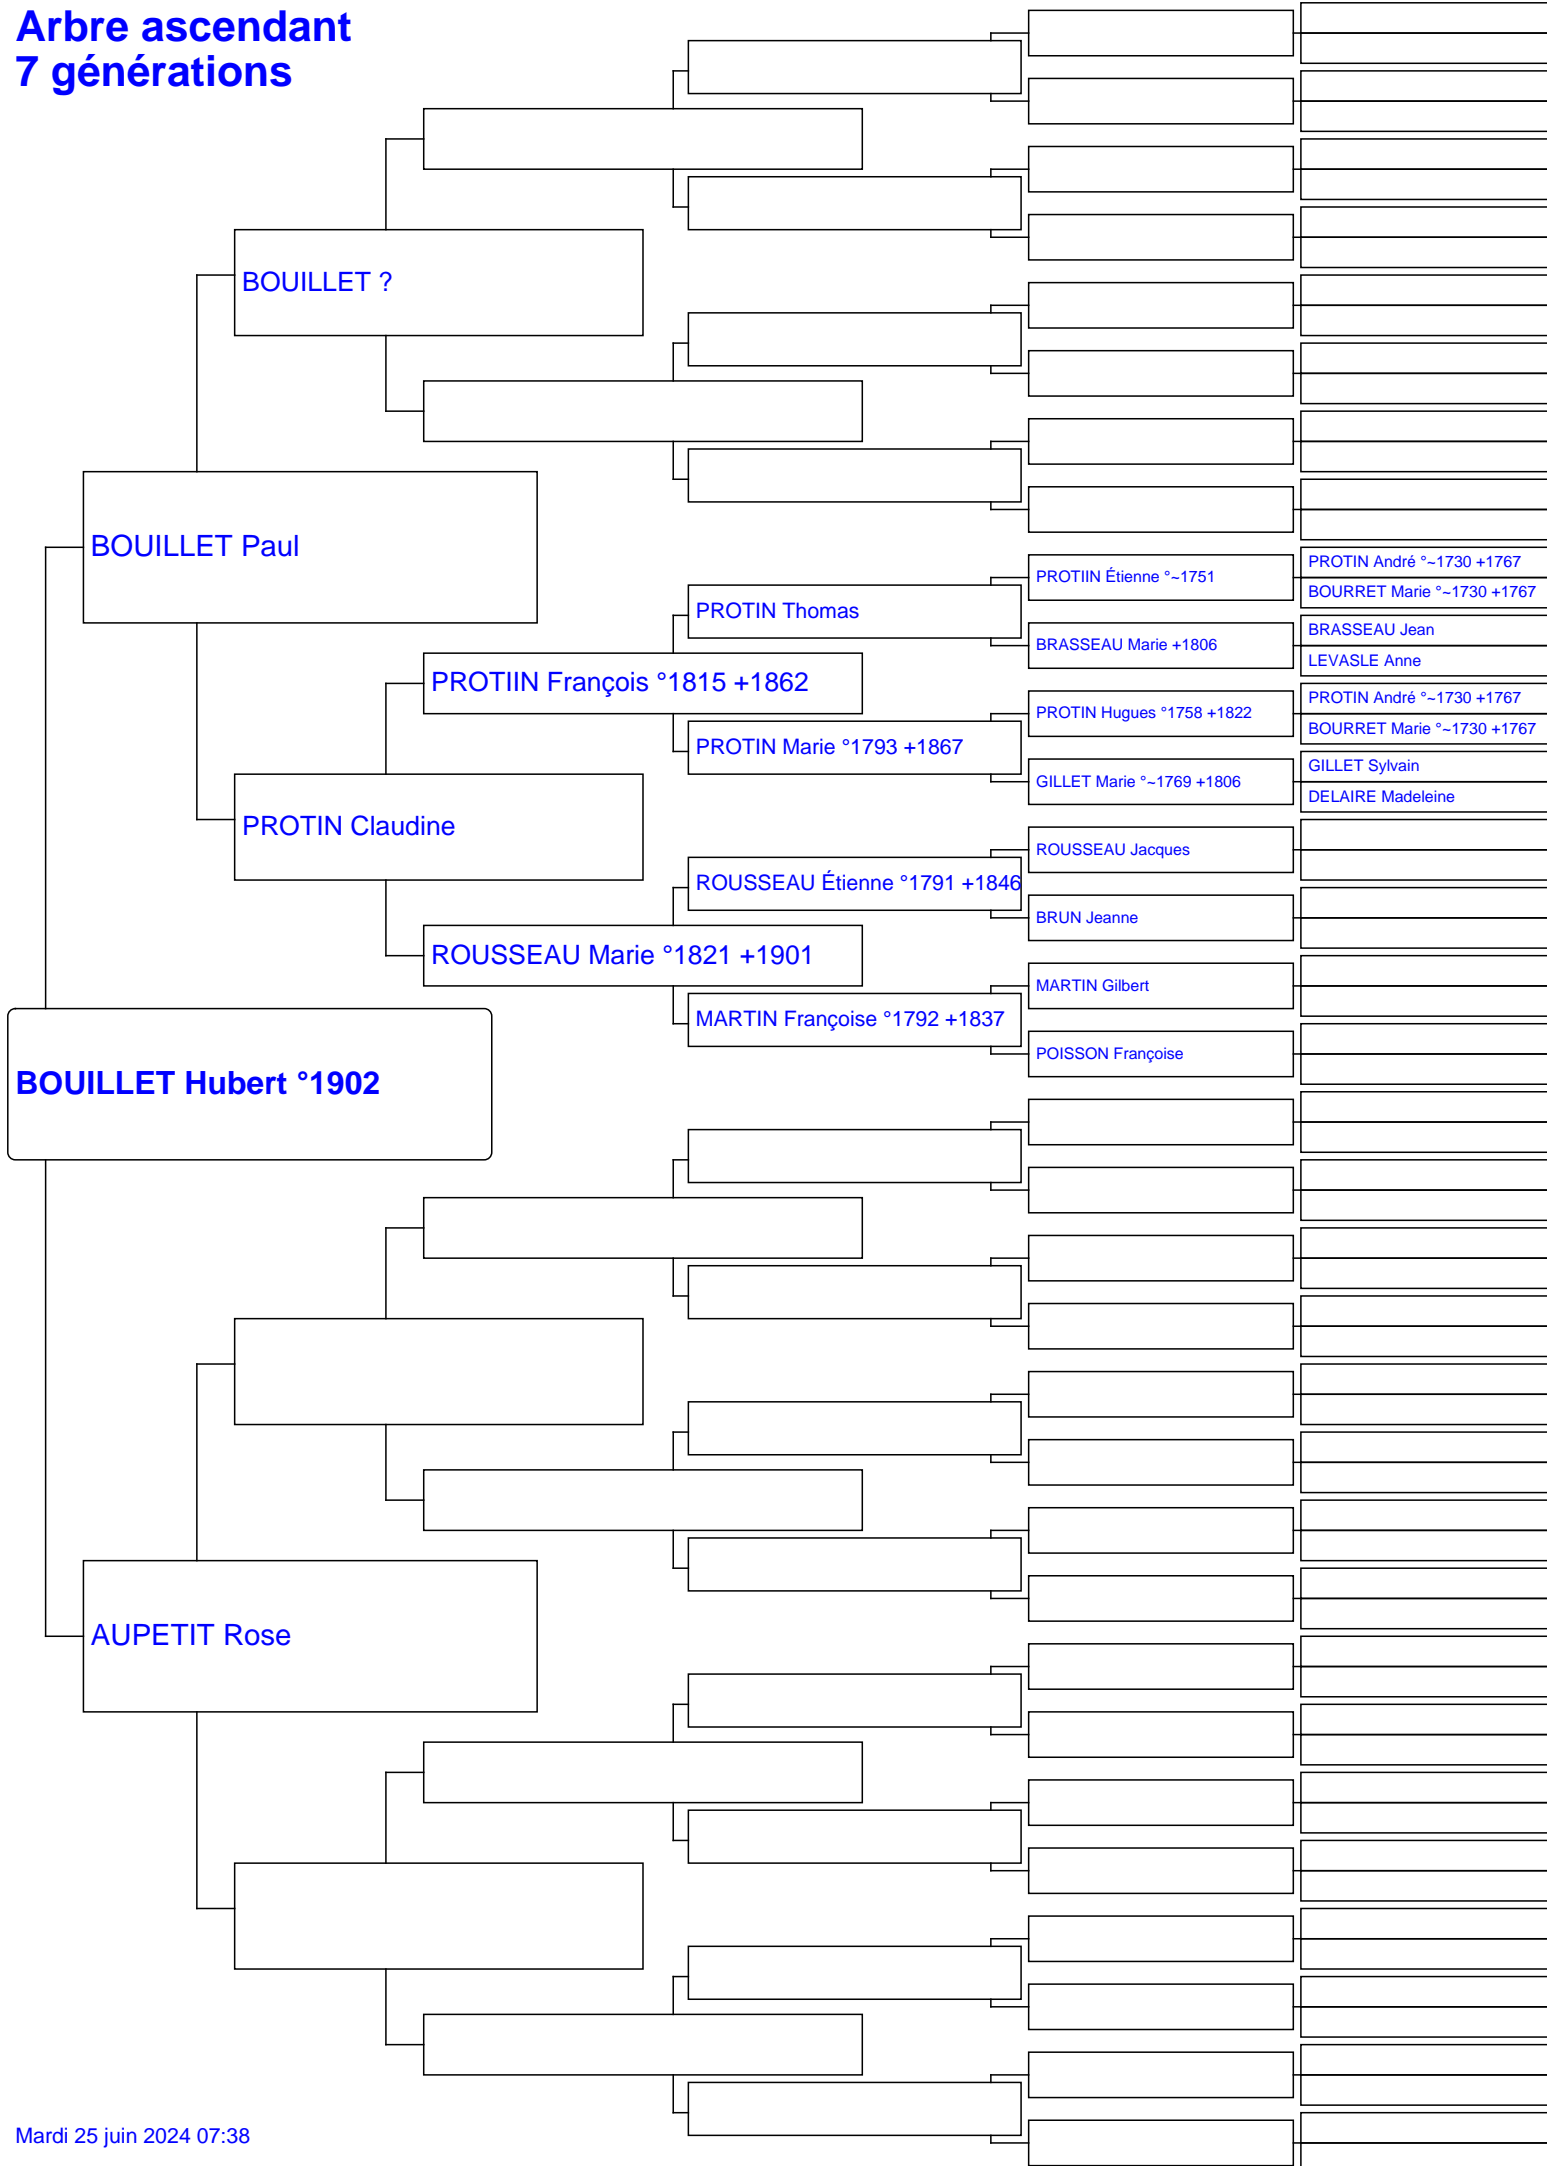 Arbre ascendant
7 générations
BOUILLET ?
BOUILLET Paul
PROTIIN Étienne °~1751
PROTIN André °~1730 +1767
BOURRET Marie °~1730 +1767
PROTIN Thomas
BRASSEAU Marie +1806
BRASSEAU Jean
LEVASLE Anne
PROTIIN François °1815 +1862
PROTIN Hugues °1758 +1822
PROTIN André °~1730 +1767
BOURRET Marie °~1730 +1767
PROTIN Marie °1793 +1867
GILLET Marie °~1769 +1806
GILLET Sylvain
DELAIRE Madeleine
PROTIN Claudine
ROUSSEAU Jacques
ROUSSEAU Étienne °1791 +1846
BRUN Jeanne
ROUSSEAU Marie °1821 +1901
MARTIN Gilbert
MARTIN Françoise °1792 +1837
POISSON Françoise
BOUILLET Hubert °1902
AUPETIT Rose
Mardi 25 juin 2024 07:38